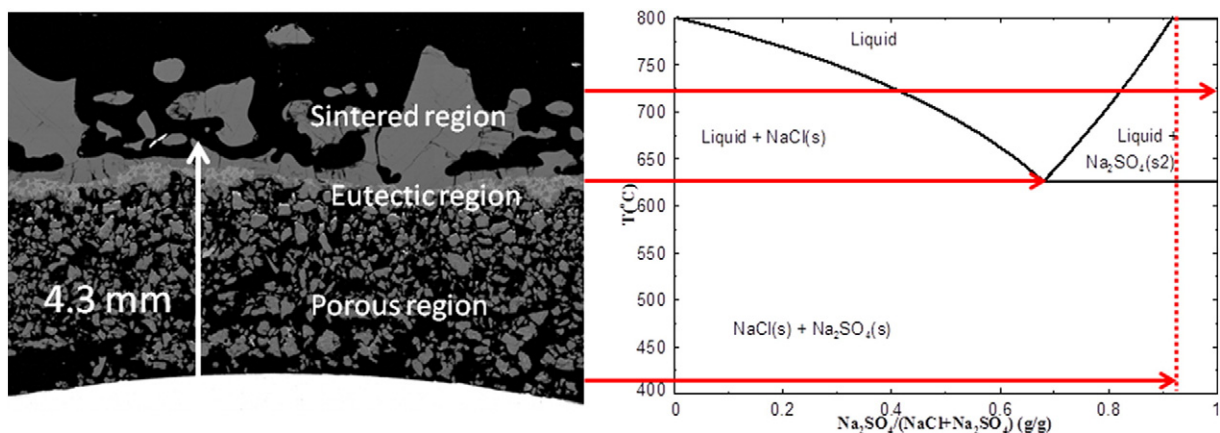 Sintered region
Eutectic region
4.3 mm
Porous region
800
750
700
650
600
550
500
450
400
T(°C)
Liquid
Liquid + NaCl(s)
Liquid +
Na₂SO₄(s2)
NaCl(s) + Na₂SO₄(s)
0
0.2
0.4
0.6
0.8
1
Na₂SO₄/(NaCl+Na₂SO₄) (g/g)